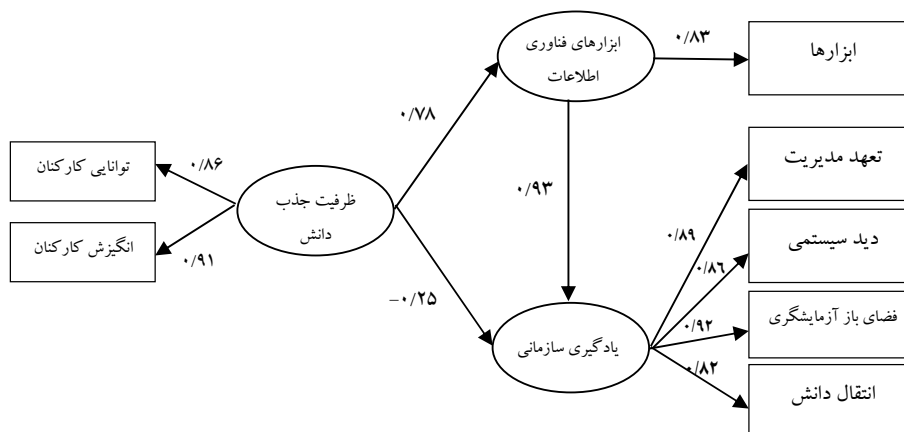 ابزارهای فناوری
اطلاعات
۰/۸۳
ابزارها
۰/۷۸
۰/۹۳
توانایی کارکنان
۰/۸۶
ظرفیت جذب
دانش
انگیزش کارکنان
۰/۹۱
-۰/۲۵
یادگیری سازمانی
۰/۸۹
تعهد مدیریت
۰/۸۶
دید سیستمی
۰/۹۲
فضای باز آزمایشگری
۰/۸۲
انتقال دانش